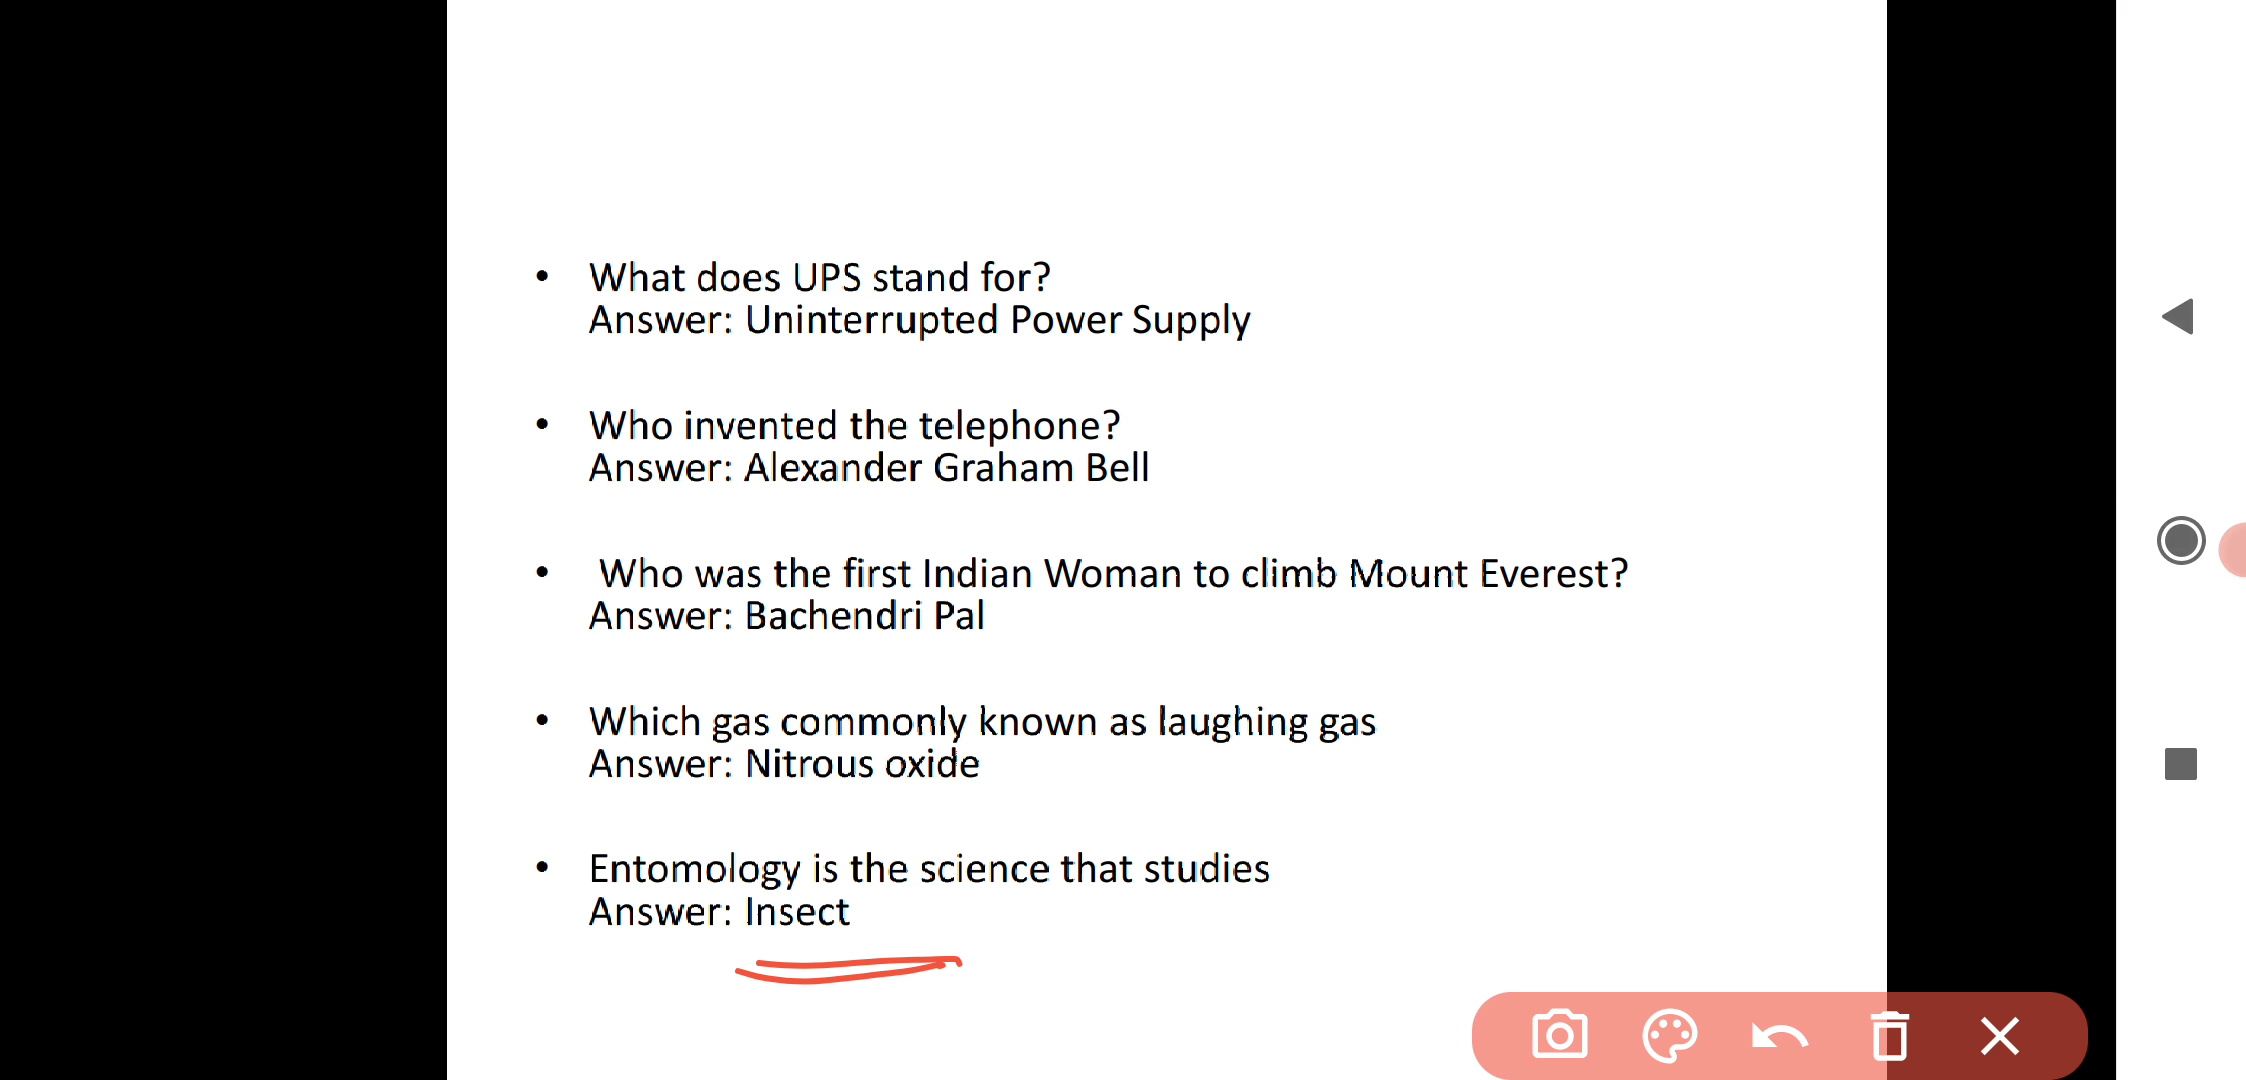 • What does UPS stand for?
Answer: Uninterrupted Power Supply
• Who invented the telephone?
Answer: Alexander Graham Bell
• Who was the first Indian Woman to climb Mount Everest?
Answer: Bachendri Pal
• Which gas commonly known as laughing gas
Answer: Nitrous oxide
• Entomology is the science that studies
Answer: Insect